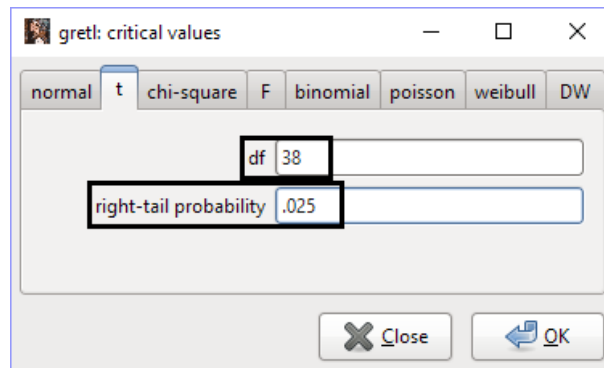 gretl: critical values
normal t chi-square F binomial poisson weibull DW
df 38
right-tail probability .025
Close OK